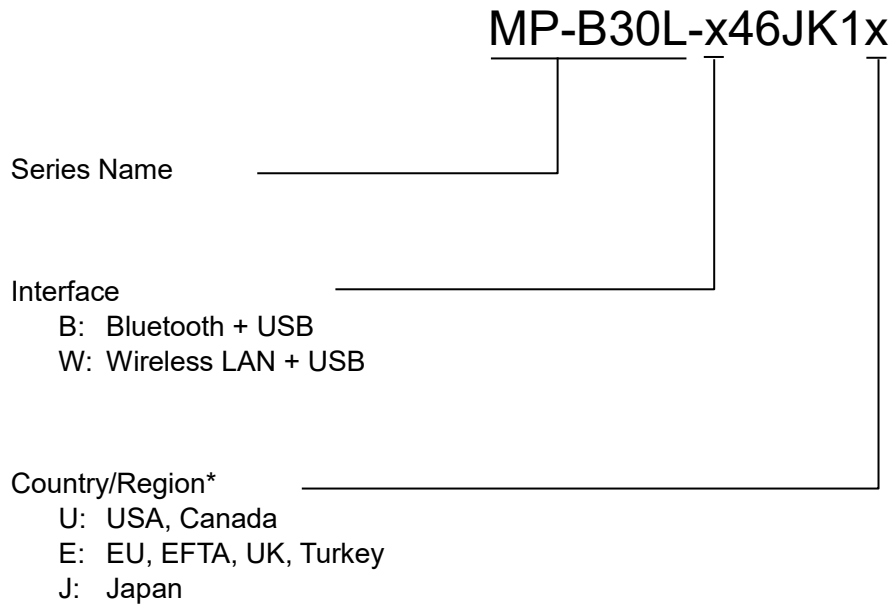 MP-B30L-x46JK1x
Series Name
Interface
B: Bluetooth + USB
W: Wireless LAN + USB
Country/Region*
U: USA, Canada
E: EU, EFTA, UK, Turkey
J: Japan